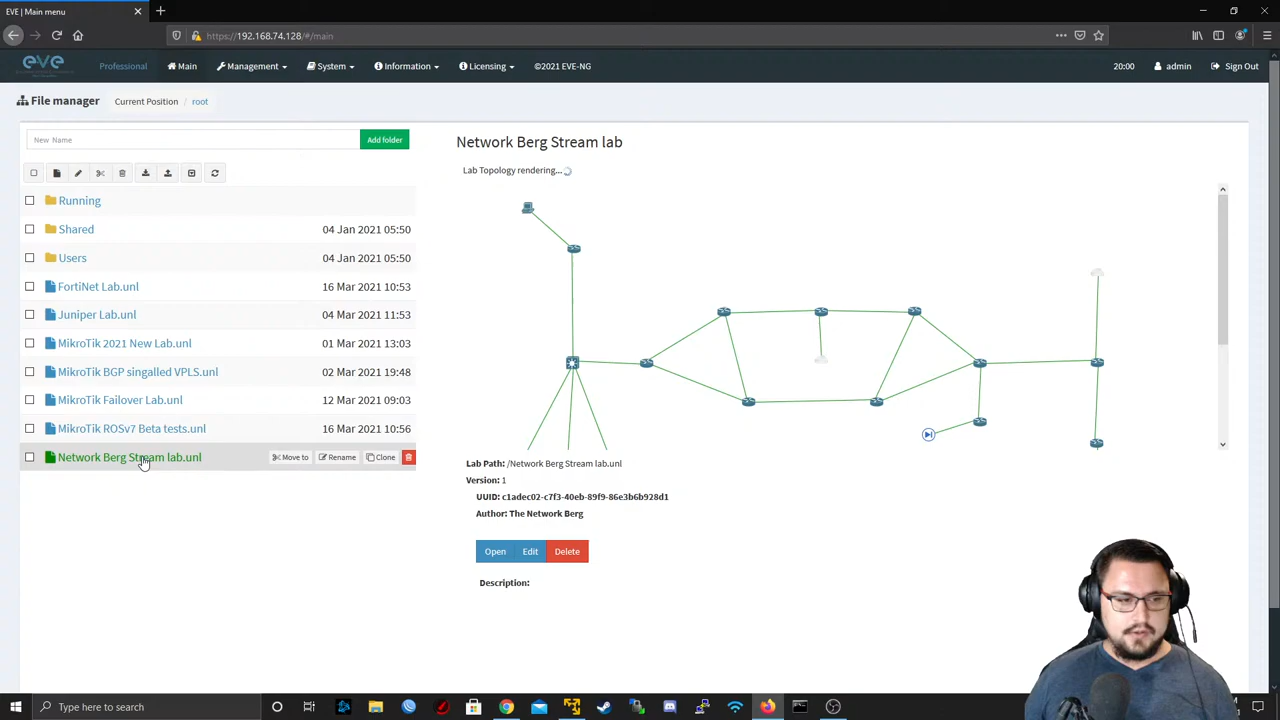 EVE | Main menu
https://192.168.74.128/#/main
eve
Professional Main Management System Information Licensing ©2021 EVE-NG 20:00 admin Sign Out
File manager Current Position / root
New Name Add folder
Network Berg Stream lab
Lab Topology rendering...
Running
Shared 04 Jan 2021 05:50
Users 04 Jan 2021 05:50
FortiNet Lab.unl 16 Mar 2021 10:53
Juniper Lab.unl 04 Mar 2021 11:53
MikroTik 2021 New Lab.unl 01 Mar 2021 13:03
MikroTik BGP singalled VPLS.unl 02 Mar 2021 19:48
MikroTik Failover Lab.unl 12 Mar 2021 09:03
MikroTik ROSv7 Beta tests.unl 16 Mar 2021 10:56
Network Berg Stream lab.unl Move to Rename Clone
Lab Path: /Network Berg Stream lab.unl
Version: 1
UUID: c1adec02-c7f3-40eb-89f9-86e3b6b928d1
Author: The Network Berg
Open Edit Delete
Description:
Type here to search